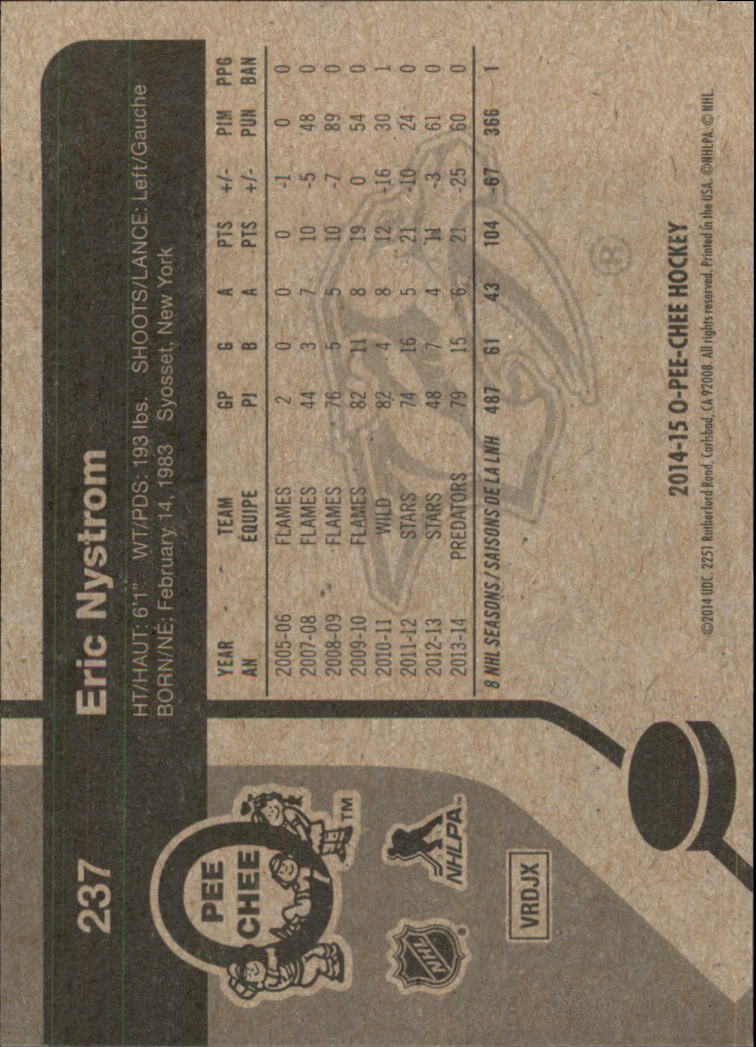 237
Eric Nystrom
HT/HAUT: 6'1" WT/PDS: 193 lbs. SHOOTS/LANCE: Left/Gauche
BORN/NÉ: February 14, 1983 Syosset, New York
YEAR TEAM GP G A PTS +/- PIM PPG
AN ÉQUIPE PJ B A PTS +/- PUN BAN
2005-06 FLAMES 2 0 0 0 -1 0 0
2007-08 FLAMES 44 3 7 10 -5 48 0
2008-09 FLAMES 76 5 5 10 -7 89 0
2009-10 FLAMES 82 11 8 19 0 54 0
2010-11 WILD 82 4 8 12 -16 30 1
2011-12 STARS 74 16 5 21 -10 24 0
2012-13 STARS 48 7 4 11 -3 61 0
2013-14 PREDATORS 79 15 6 21 -25 60 0
8 NHL SEASONS/SAISONS DE LA LNH 487 61 43 104 -67 366 1
®
O PEE CHEE TM
NHL ®
NHLPA™
VRDJX
2014-15 O-PEE-CHEE HOCKEY
©2014 UDC. 2251 Rutherford Road, Carlsbad, CA 92008. All rights reserved. Printed in the USA. ©NHLPA. © NHL.